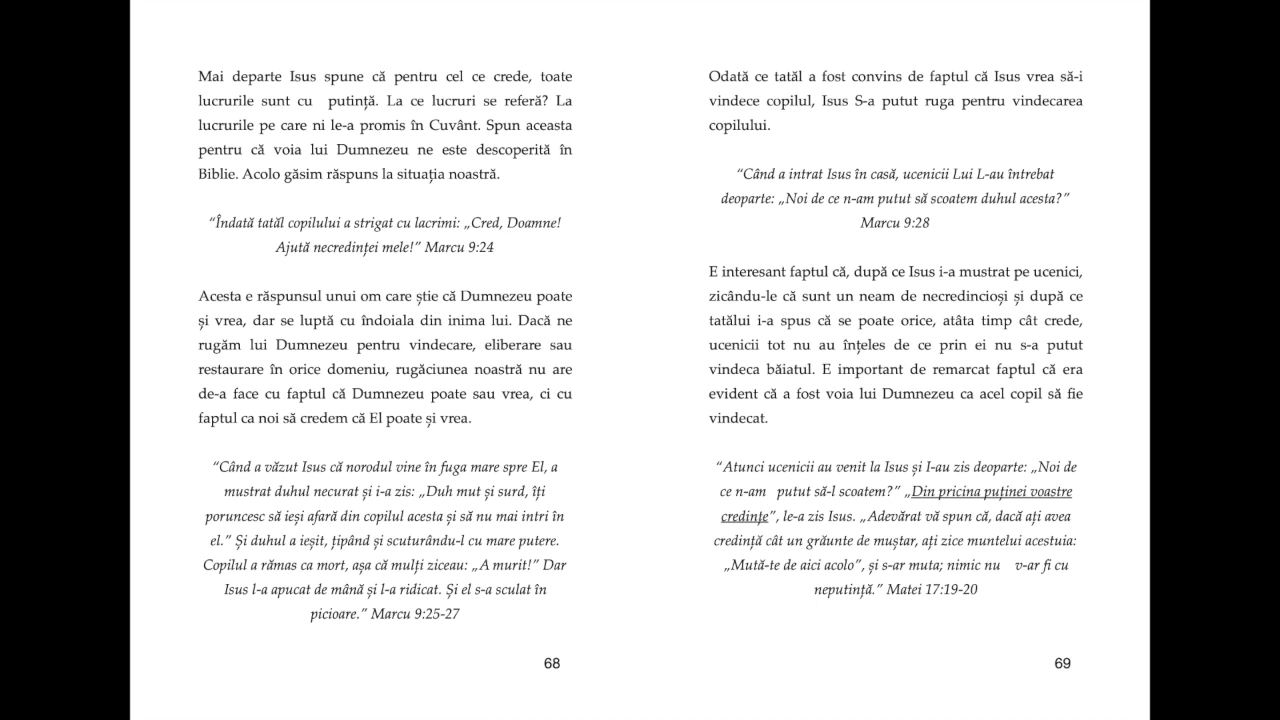 Mai departe Isus spune că pentru cel ce crede, toate
lucrurile sunt cu putință. La ce lucruri se referă? La
lucrurile pe care ni le-a promis în Cuvânt. Spun aceasta
pentru că voia lui Dumnezeu ne este descoperită în
Biblie. Acolo găsim răspuns la situația noastră.
“Îndată tatăl copilului a strigat cu lacrimi: „Cred, Doamne!
Ajută necredinței mele!” Marcu 9:24
Acesta e răspunsul unui om care știe că Dumnezeu poate
și vrea, dar se luptă cu îndoiala din inima lui. Dacă ne
rugăm lui Dumnezeu pentru vindecare, eliberare sau
restaurare în orice domeniu, rugăciunea noastră nu are
de-a face cu faptul că Dumnezeu poate sau vrea, ci cu
faptul ca noi să credem că El poate și vrea.
“Când a văzut Isus că norodul vine în fuga mare spre El, a
mustrat duhul necurat și i-a zis: „Duh mut și surd, îți
poruncesc să ieși afară din copilul acesta și să nu mai intri în
el.” Și duhul a ieșit, țipând și scuturându-l cu mare putere.
Copilul a rămas ca mort, așa că mulți ziceau: „A murit!” Dar
Isus l-a apucat de mână și l-a ridicat. Și el s-a sculat în
picioare.” Marcu 9:25-27
68
Odată ce tatăl a fost convins de faptul că Isus vrea să-i
vindece copilul, Isus S-a putut ruga pentru vindecarea
copilului.
“Când a intrat Isus în casă, ucenicii Lui L-au întrebat
deoparte: „Noi de ce n-am putut să scoatem duhul acesta?”
Marcu 9:28
E interesant faptul că, după ce Isus i-a mustrat pe ucenici,
zicându-le că sunt un neam de necredincioși și după ce
tatălui i-a spus că se poate orice, atâta timp cât crede,
ucenicii tot nu au înțeles de ce prin ei nu s-a putut
vindeca băiatul. E important de remarcat faptul că era
evident că a fost voia lui Dumnezeu ca acel copil să fie
vindecat.
“Atunci ucenicii au venit la Isus și I-au zis deoparte: „Noi de
ce n-am putut să-l scoatem?” „Din pricina puținei voastre
credințe”, le-a zis Isus. „Adevărat vă spun că, dacă ați avea
credință cât un grăunte de muștar, ați zice muntelui acestuia:
„Mută-te de aici acolo”, și s-ar muta; nimic nu v-ar fi cu
neputință.” Matei 17:19-20
69